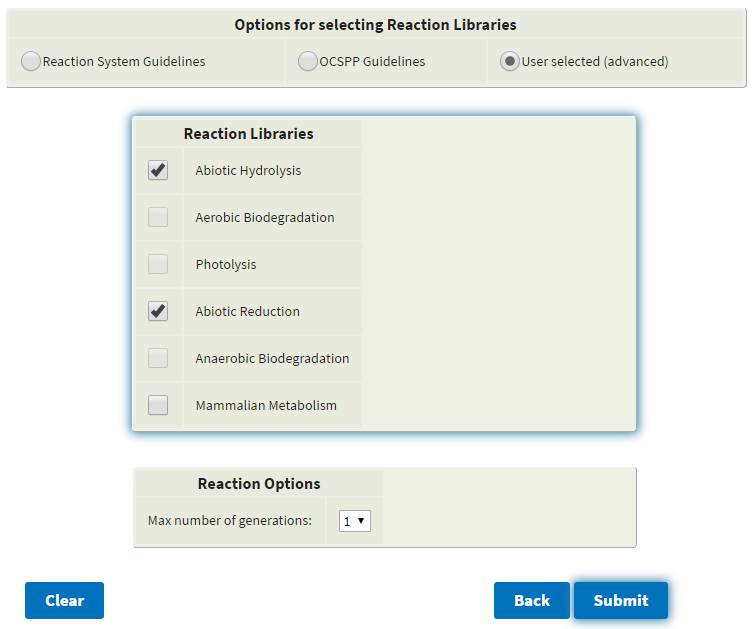 Options for selecting Reaction Libraries
Reaction System Guidelines OCSPP Guidelines User selected (advanced)
Reaction Libraries
Abiotic Hydrolysis
Aerobic Biodegradation
Photolysis
Abiotic Reduction
Anaerobic Biodegradation
Mammalian Metabolism
Reaction Options
Max number of generations: 1
Clear Back Submit